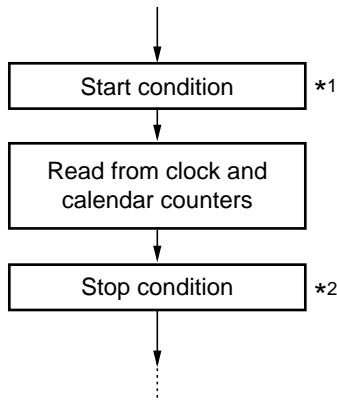 Start condition *1
Read from clock and
calendar counters
Stop condition *2